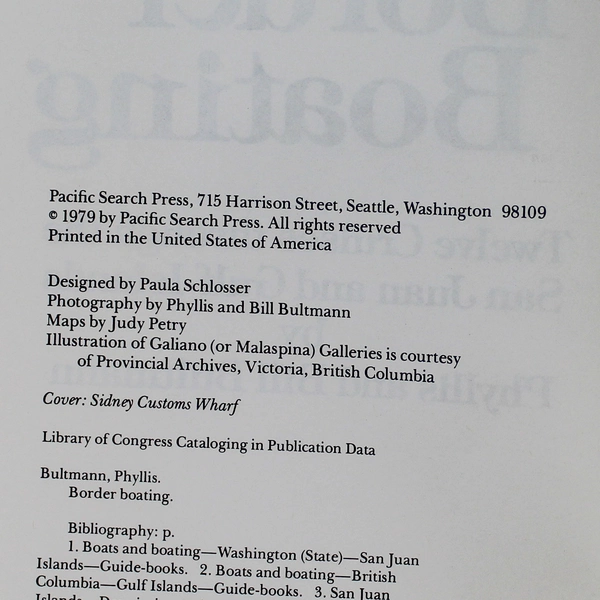 Pacific Search Press, 715 Harrison Street, Seattle, Washington 98109
© 1979 by Pacific Search Press. All rights reserved
Printed in the United States of America
Designed by Paula Schlosser
Photography by Phyllis and Bill Bultmann
Maps by Judy Petry
Illustration of Galiano (or Malaspina) Galleries is courtesy
of Provincial Archives, Victoria, British Columbia
Cover: Sidney Customs Wharf
Library of Congress Cataloging in Publication Data
Bultmann, Phyllis.
Border boating.
Bibliography: p.
1. Boats and boating—Washington (State)—San Juan
Islands—Guide-books. 2. Boats and boating—British
Columbia—Gulf Islands—Guide-books. 3. San Juan